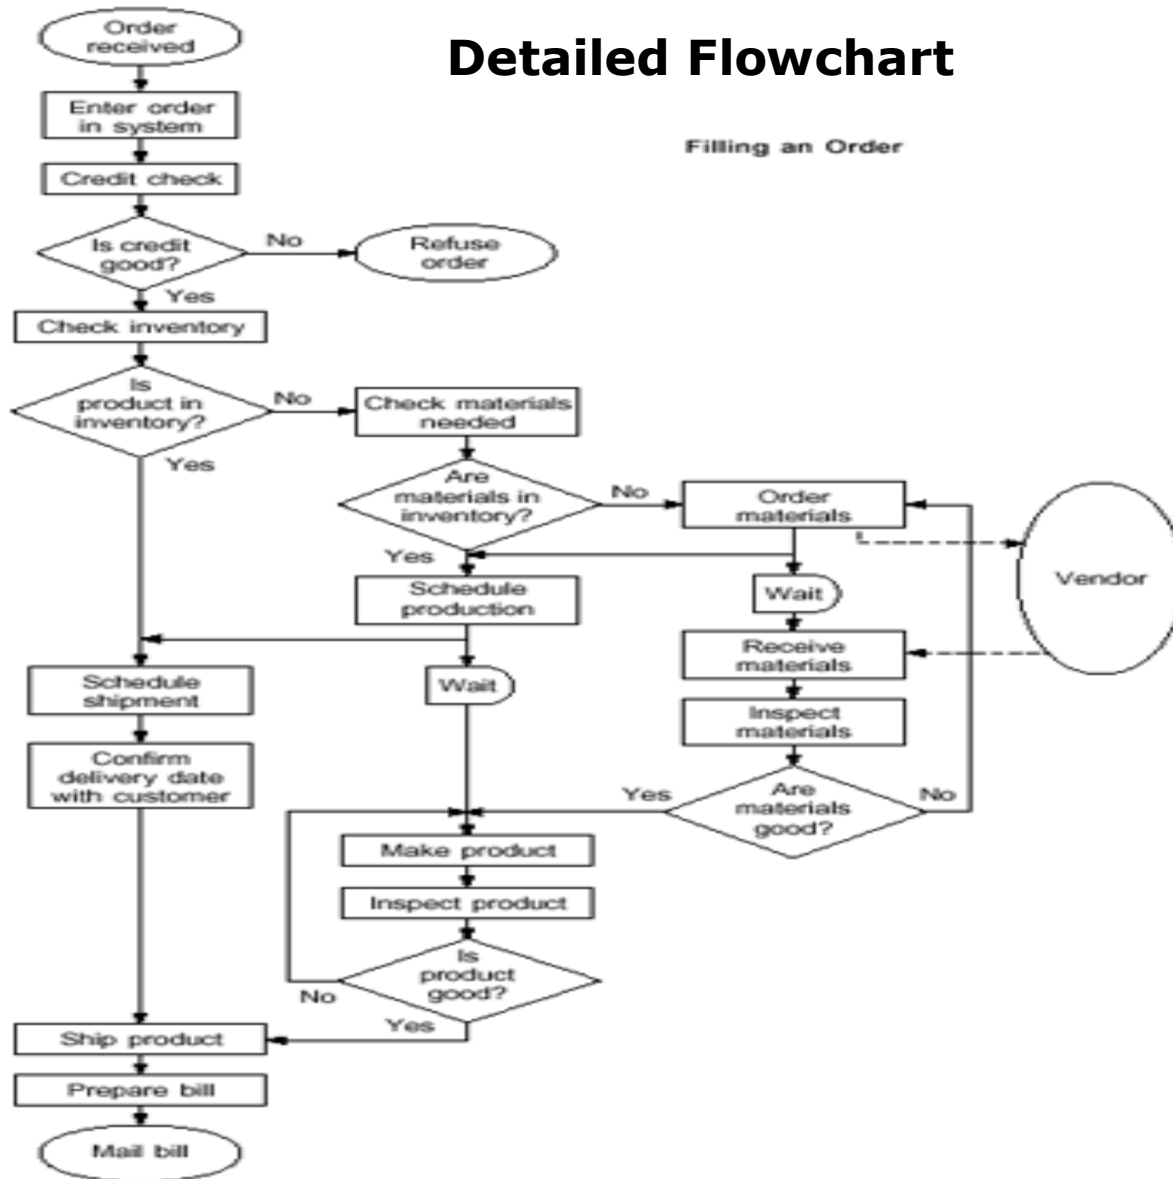 Detailed Flowchart
Filling an Order
Order
received
Enter order
in system
Credit check
Is credit
good?
No
Refuse
order
Yes
Check inventory
Is
product in
inventory?
No
Check materials
needed
Yes
Are
materials in
inventory?
No
Order
materials
Vendor
Yes
Schedule
production
Wait
Receive
materials
Schedule
shipment
Wait
Inspect
materials
Confirm
delivery date
with customer
Yes
Are
materials
good?
No
Make product
Inspect product
Is
product
good?
No
Yes
Ship product
Prepare bill
Mail bill